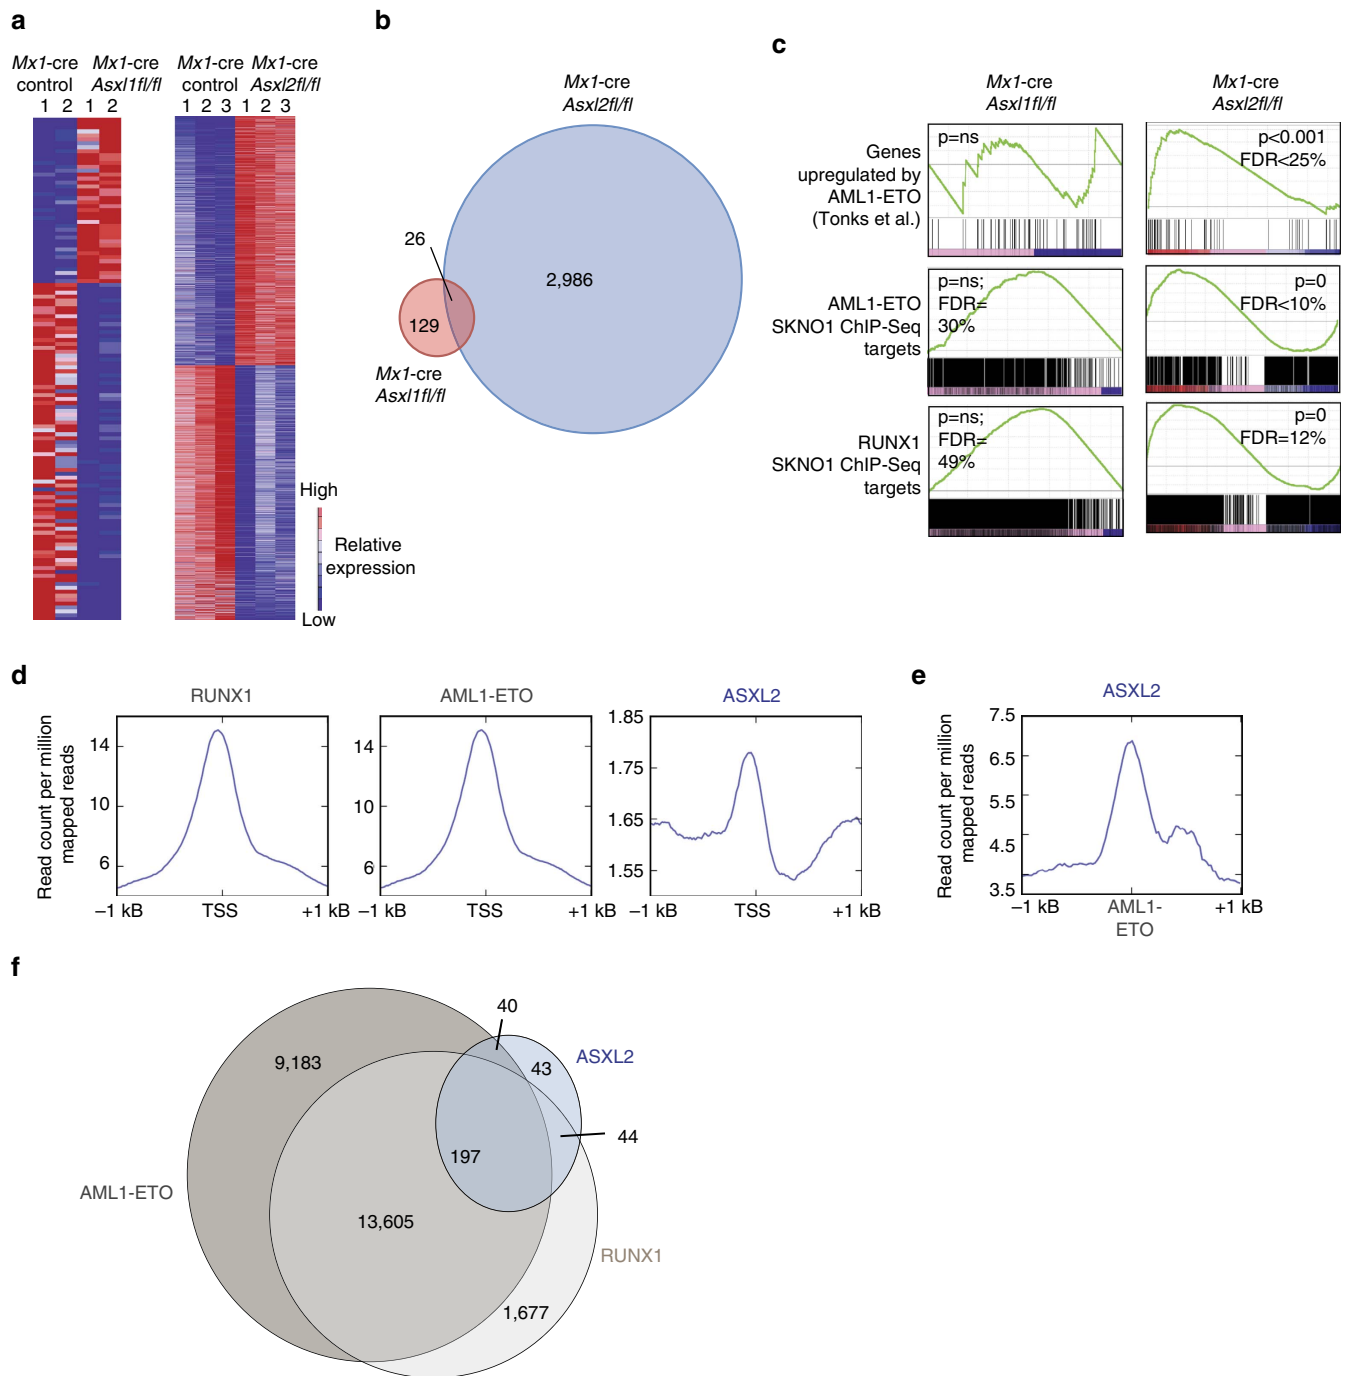 a
Mx1-cre Mx1-cre
control Asxl1fl/fl
1 2 1 2
Mx1-cre Mx1-cre
control Asxl2fl/fl
1 2 3 1 2 3
High
Relative
expression
Low
b
Mx1-cre
Asxl2fl/fl
26
2,986
129
Mx1-cre
Asxl1fl/fl
c
Mx1-cre
Asxl1fl/fl
Mx1-cre
Asxl2fl/fl
Genes
upregulated by
AML1-ETO
(Tonks et al.)
p=ns
p<0.001
FDR<25%
AML1-ETO
SKNO1 ChIP-Seq
targets
p=ns;
FDR=
30%
p=0
FDR<10%
RUNX1
SKNO1 ChIP-Seq
targets
p=ns;
FDR=
49%
p=0
FDR=12%
d
RUNX1
Read count per million
mapped reads
14
10
6
−1 kB TSS +1 kB
AML1-ETO
14
10
6
−1 kB TSS +1 kB
ASXL2
1.85
1.75
1.65
1.55
−1 kB TSS +1 kB
e
ASXL2
Read count per million
mapped reads
7.5
6.5
5.5
4.5
3.5
−1 kB AML1- +1 kB
ETO
f
40
9,183
43
ASXL2
44
197
AML1-ETO
13,605
RUNX1
1,677